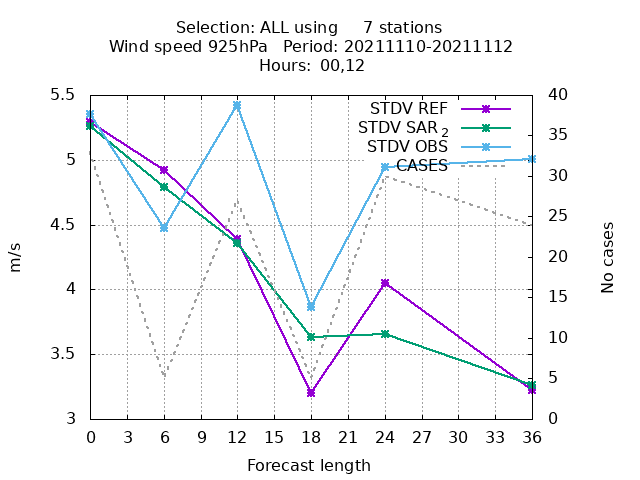 Selection: ALL using     7 stations
Wind speed 925hPa   Period: 20211110-20211112
Hours:  00,12
5.5
5
4.5
4
3.5
3
m/s
STDV REF
STDV SAR 2
STDV OBS
CASES
40
35
30
25
20
15
10
5
0
No cases
0 3 6 9 12 15 18 21 24 27 30 33 36
Forecast length